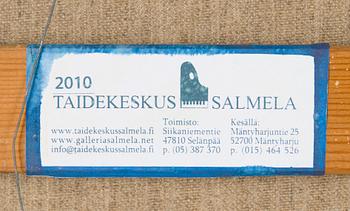 2010
TAIDEKESKUS SALMELA
Toimisto: Kesällä:
www.taidekeskussalmela.fi Siikaniementie Mäntyharjuntie 25
www.galleriasalmela.net 47810 Selänpää 52700 Mäntyharju
info@taidekeskussalmela.fi p. (05) 387 370 p. (015) 464 526